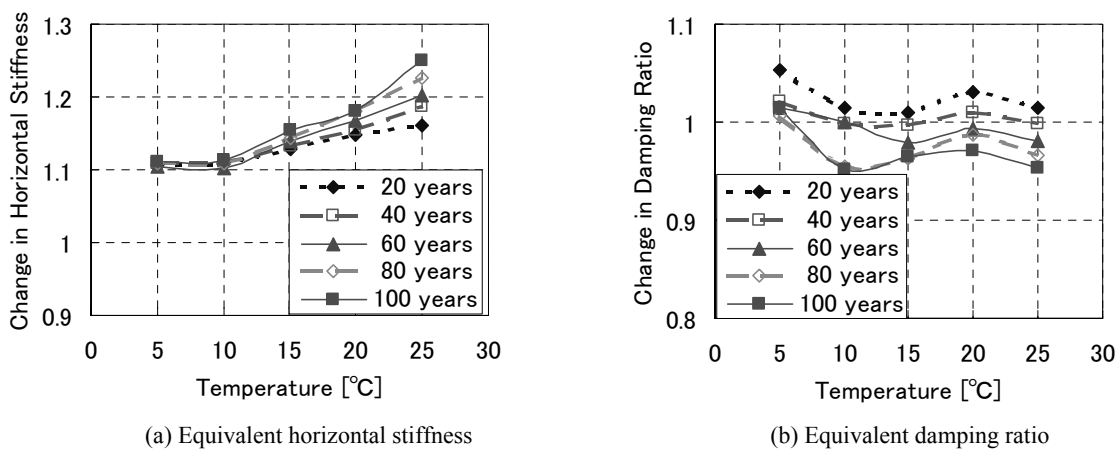 Change in Horizontal Stiffness
1.3
1.2
1.1
1
0.9
0 5 10 15 20 25 30
Temperature [℃]
20 years
40 years
60 years
80 years
100 years
(a) Equivalent horizontal stiffness
Change in Damping Ratio
1.1
1
0.9
0.8
0 5 10 15 20 25 30
Temperature [℃]
20 years
40 years
60 years
80 years
100 years
(b) Equivalent damping ratio